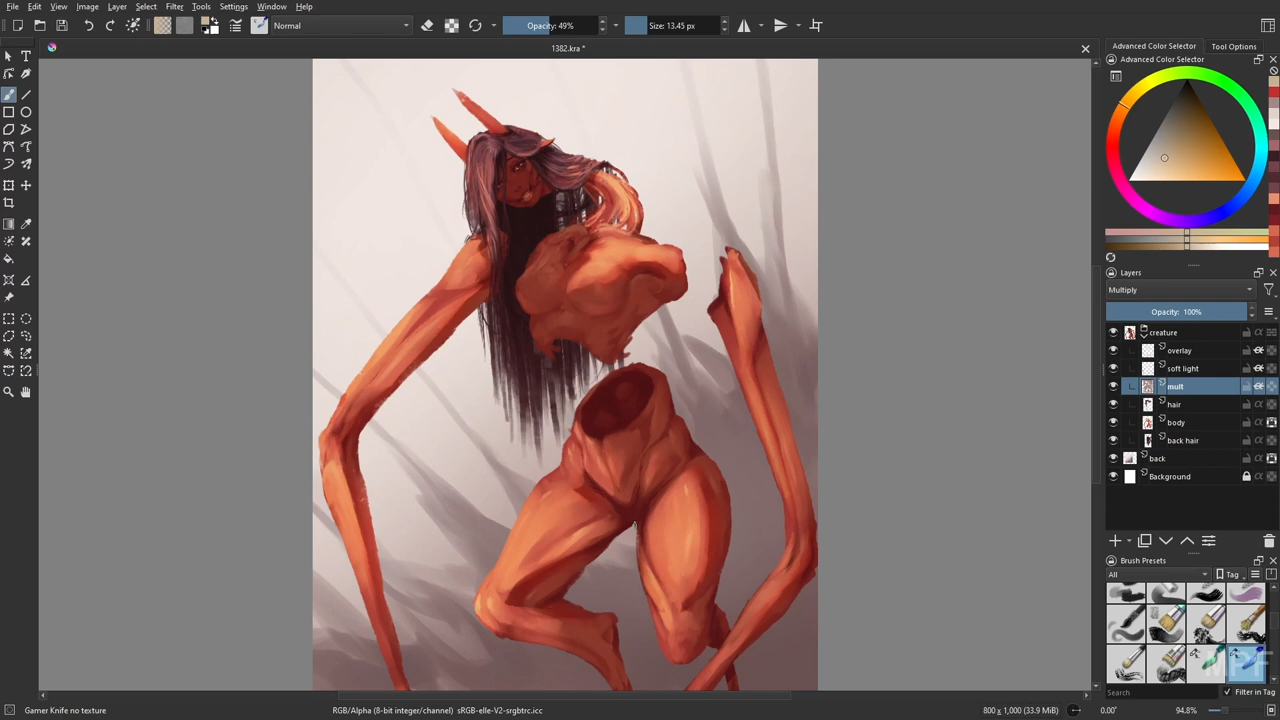 File Edit View Image Layer Select Filter Tools Settings Window Help
Normal Opacity: 49% Size: 13.45 px
1382.kra *
Advanced Color Selector Tool Options
Advanced Color Selector
Layers
Multiply
Opacity: 100%
creature
overlay
soft light
mult
hair
body
back hair
back
Background
Brush Presets
All Tag
MPF
Search Filter in Tag
Gamer Knife no texture RGB/Alpha (8-bit integer/channel) sRGB-elle-V2-srgbtrc.icc 800 x 1,000 (33.9 MiB) 0.00° 94.8%